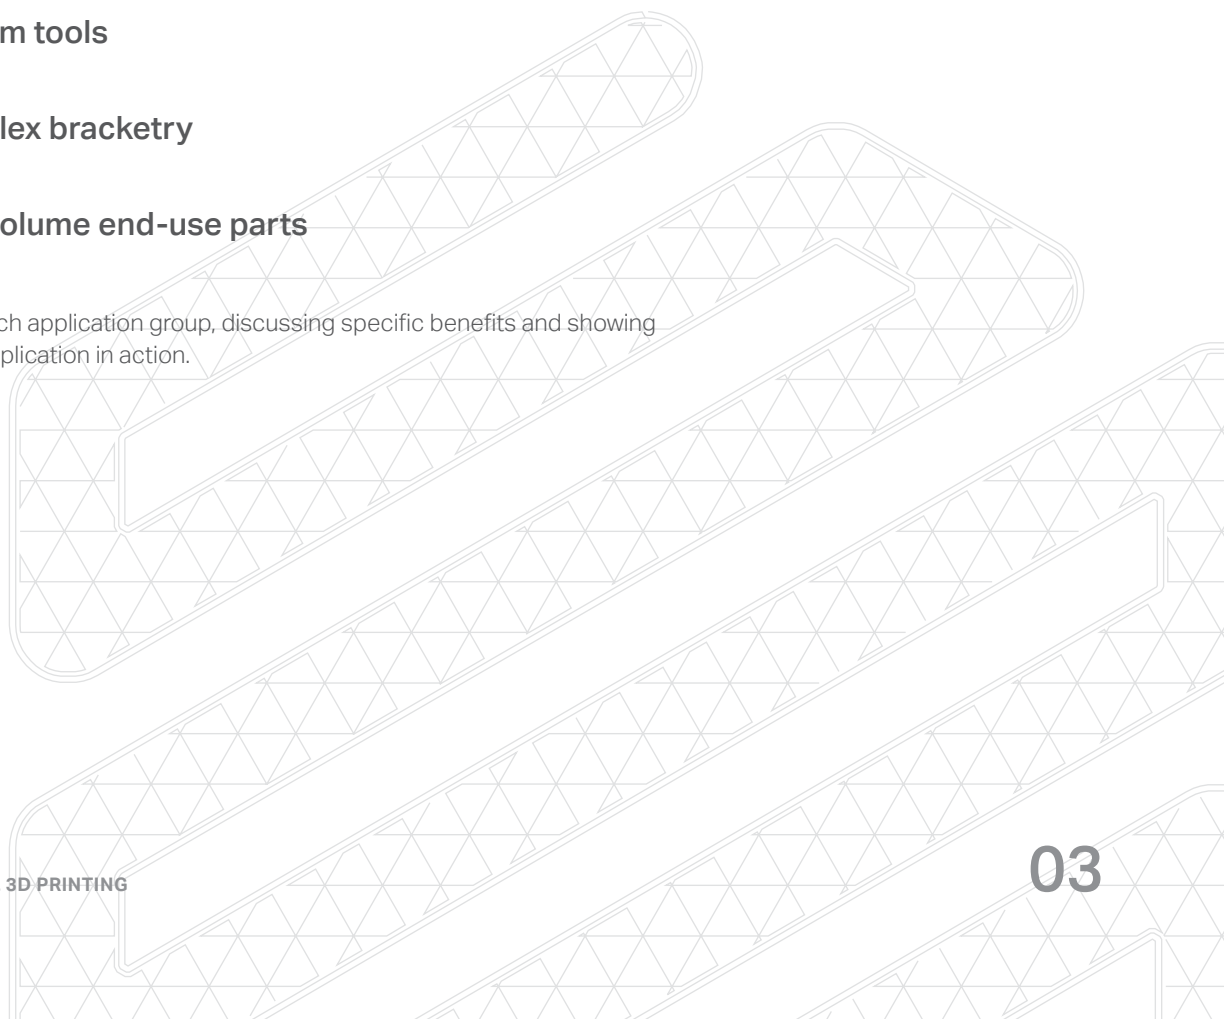 m tools
lex bracketry
olume end-use parts
ch application group, discussing specific benefits and showing
plication in action.
3D PRINTING
03